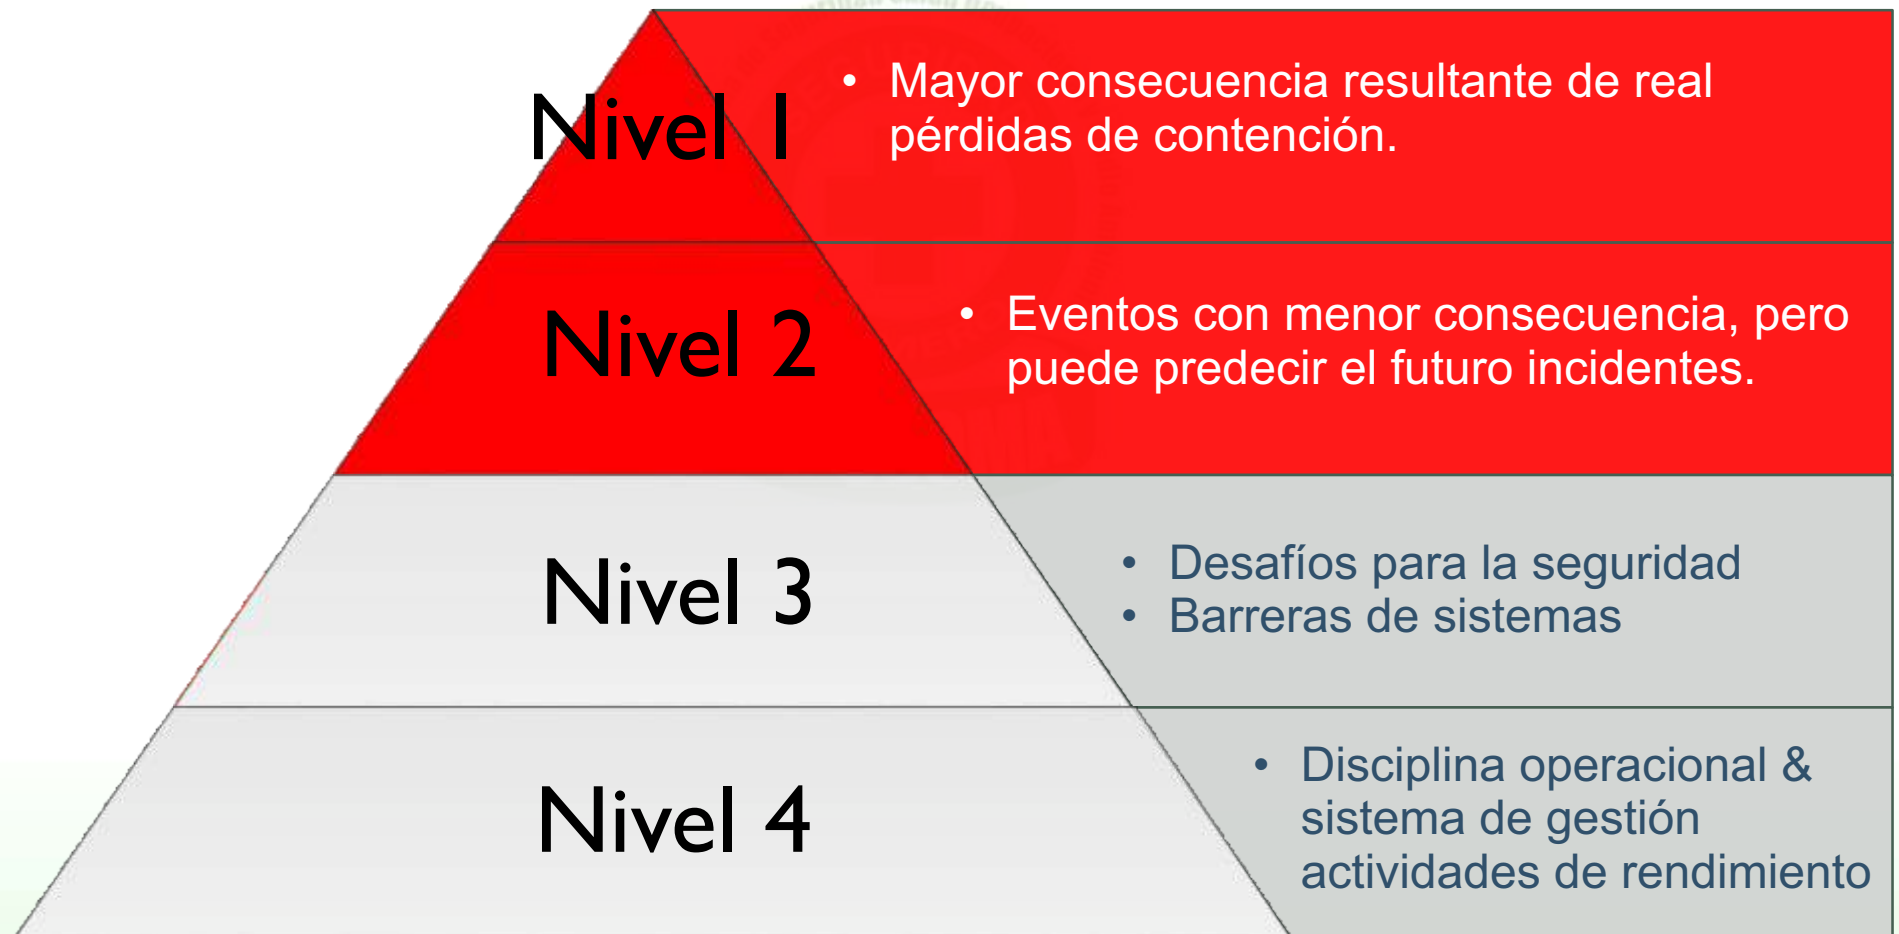 Nivel 1
• Mayor consecuencia resultante de real
pérdidas de contención.
Nivel 2
• Eventos con menor consecuencia, pero
puede predecir el futuro incidentes.
Nivel 3
• Desafíos para la seguridad
• Barreras de sistemas
Nivel 4
• Disciplina operacional &
sistema de gestión
actividades de rendimiento